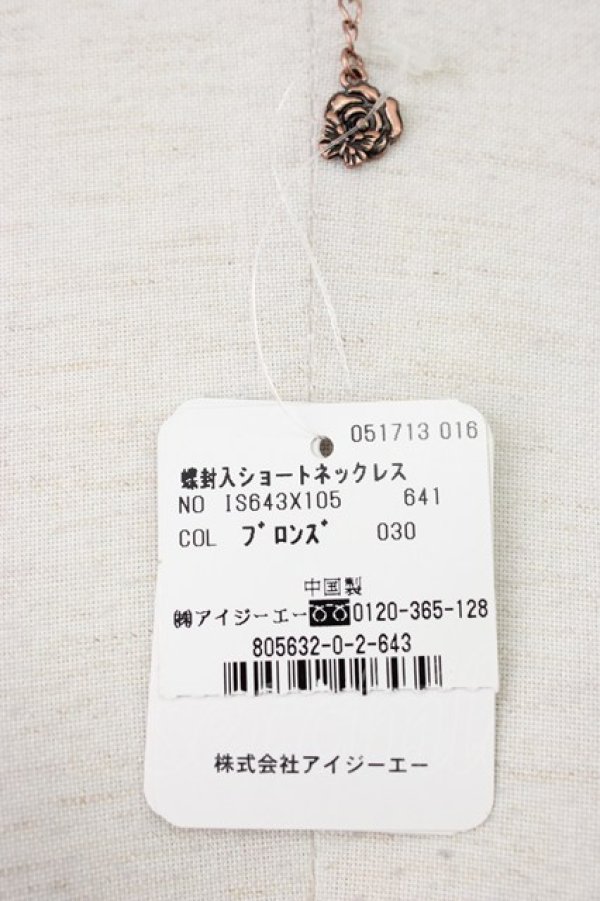 051713 016
蝶封入ショートネックレス
NO IS643X105 641
COL ブロンズ 030
中国製
㈱アイジーエー 0120-365-128
805632-0-2-643
株式会社アイジーエー